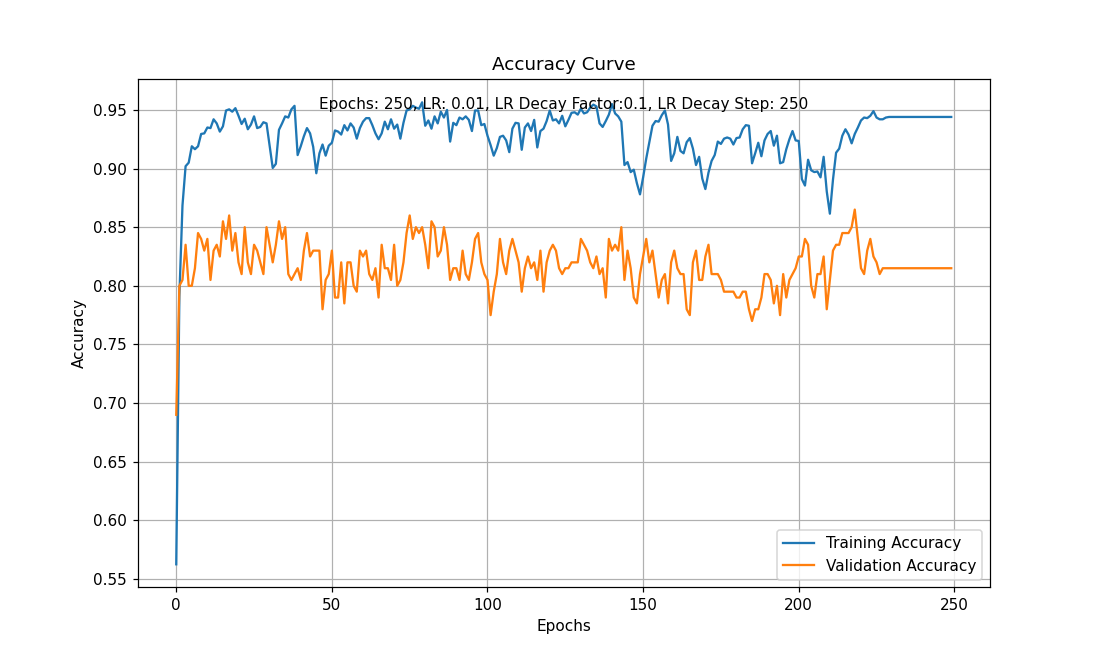 Accuracy Curve
Epochs: 250, LR: 0.01, LR Decay Factor:0.1, LR Decay Step: 250
0.95
0.90
0.85
0.80
0.75
0.70
0.65
0.60
0.55
Accuracy
Training Accuracy
Validation Accuracy
0 50 100 150 200 250
Epochs